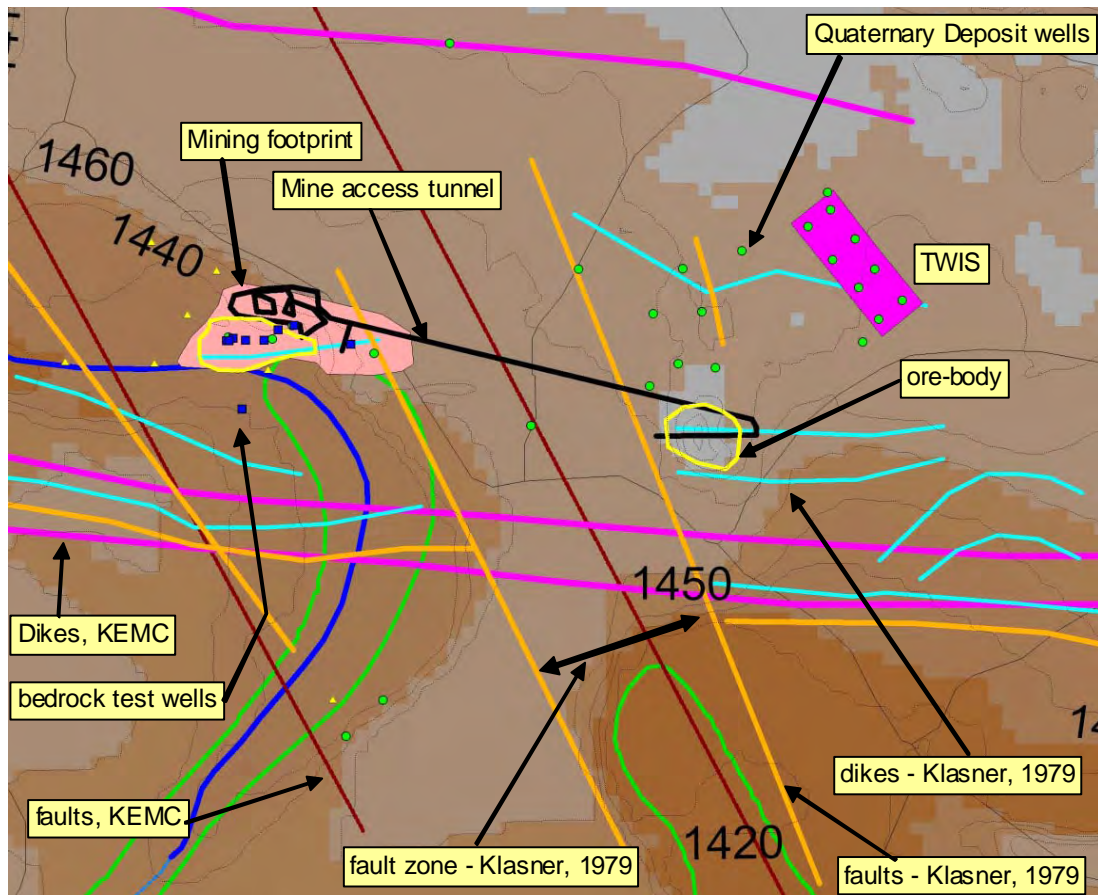 Quaternary Deposit wells
Mining footprint
1460
Mine access tunnel
1440
TWIS
ore-body
1450
Dikes, KEMC
bedrock test wells
14
dikes - Klasner, 1979
faults, KEMC
1420
fault zone - Klasner, 1979
faults - Klasner, 1979